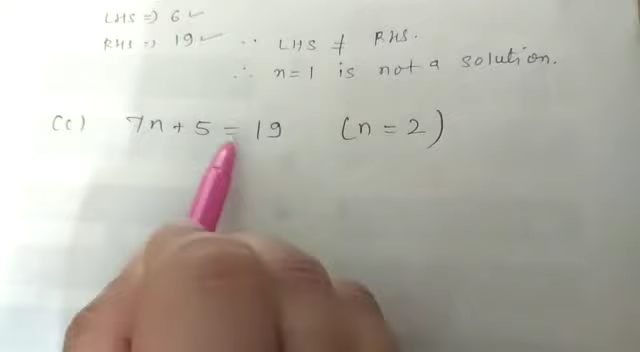 LHS ⇒ 6 ✓
RHS ⇒ 19 ✓ ∵ LHS ≠ RHS.
∴ n=1 is not a solution.
(c) 7n + 5 = 19 (n = 2)